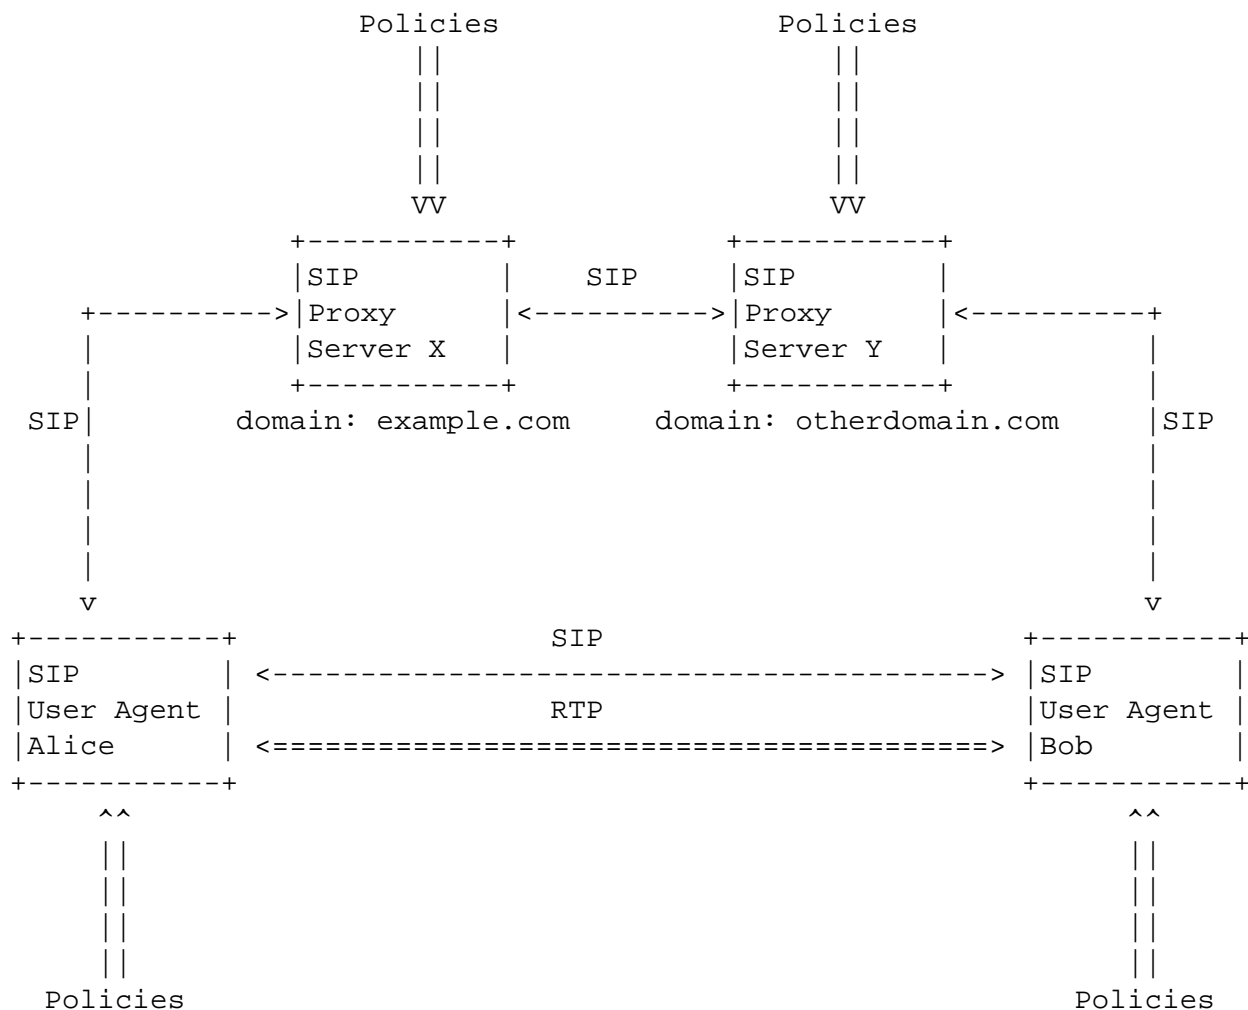 Policies Policies
SIP SIP SIP
Proxy Proxy
Server X Server Y
SIP domain: example.com domain: otherdomain.com SIP
SIP
SIP SIP
User Agent RTP User Agent
Alice Bob
Policies Policies